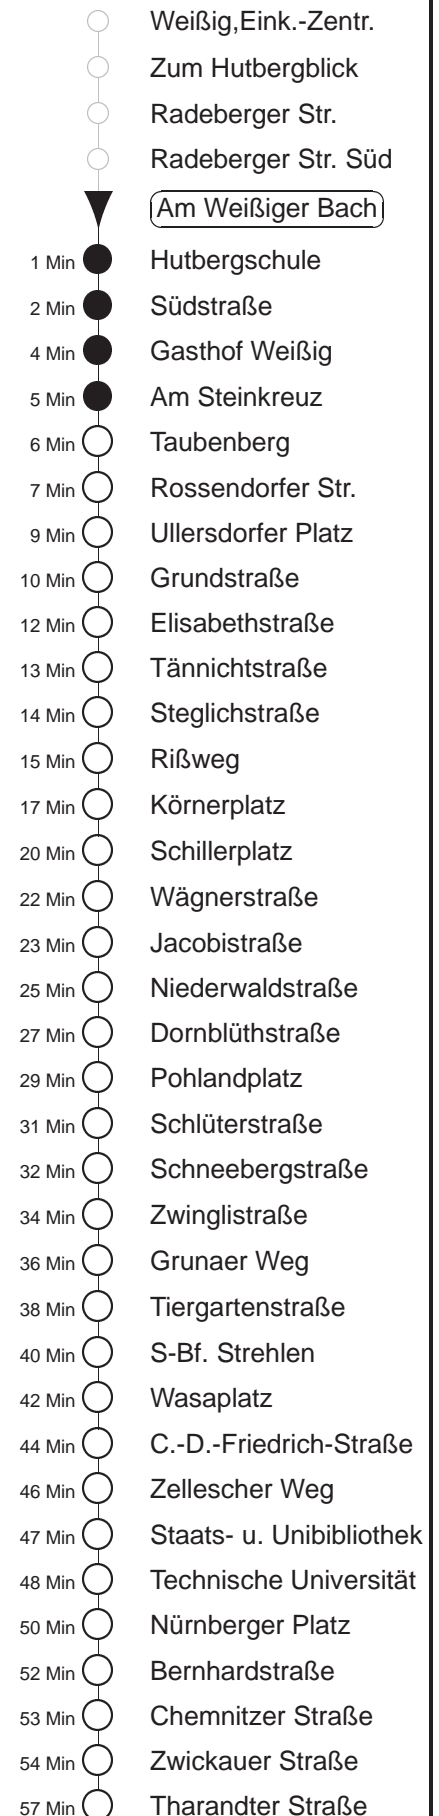 Weißig,Eink.-Zentr.
Zum Hutbergblick
Radeberger Str.
Radeberger Str. Süd
Am Weißiger Bach
1 Min Hutbergschule
2 Min Südstraße
4 Min Gasthof Weißig
5 Min Am Steinkreuz
6 Min Taubenberg
7 Min Rossendorfer Str.
9 Min Ullersdorfer Platz
10 Min Grundstraße
12 Min Elisabethstraße
13 Min Tännichtstraße
14 Min Steglichstraße
15 Min Rißweg
17 Min Körnerplatz
20 Min Schillerplatz
22 Min Wägnerstraße
23 Min Jacobistraße
25 Min Niederwaldstraße
27 Min Dornblüthstraße
29 Min Pohlandplatz
31 Min Schlüterstraße
32 Min Schneebergstraße
34 Min Zwinglistraße
36 Min Grunaer Weg
38 Min Tiergartenstraße
40 Min S-Bf. Strehlen
42 Min Wasaplatz
44 Min C.-D.-Friedrich-Straße
46 Min Zellescher Weg
47 Min Staats- u. Unibibliothek
48 Min Technische Universität
50 Min Nürnberger Platz
52 Min Bernhardstraße
53 Min Chemnitzer Straße
54 Min Zwickauer Straße
57 Min Tharandter Straße